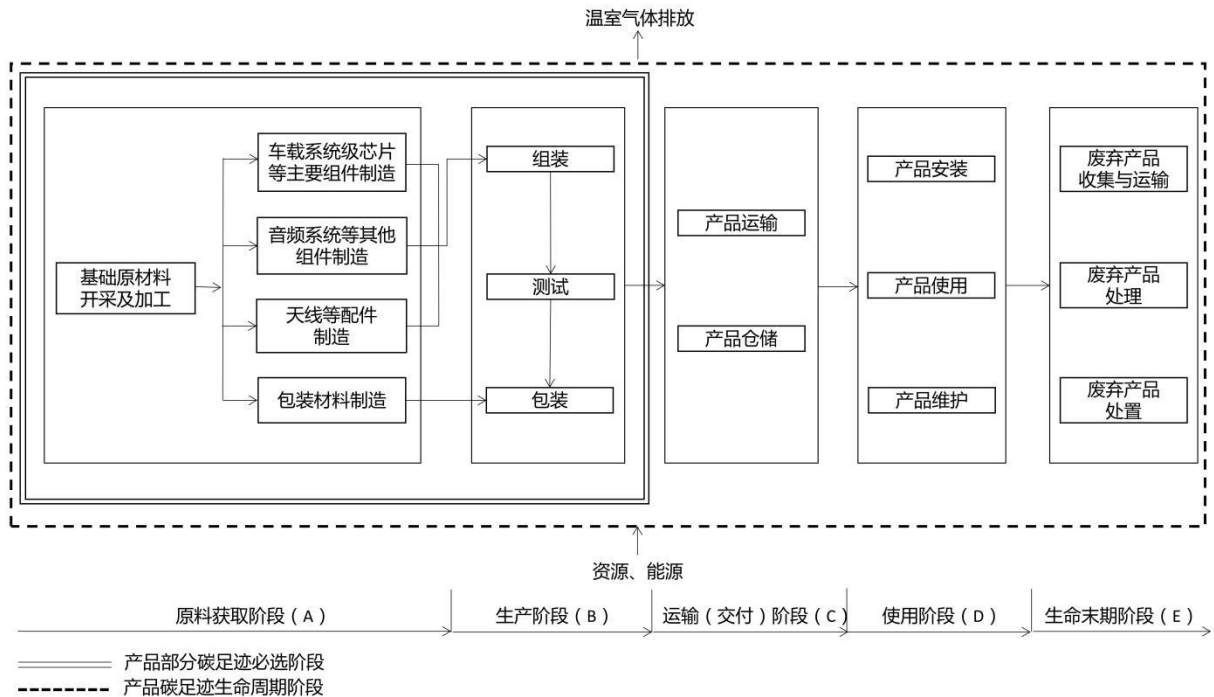 温室气体排放
基础原材料
开采及加工
车载系统级芯片
等主要组件制造
音频系统等其他
组件制造
天线等配件
制造
包装材料制造
组装
测试
包装
产品运输
产品仓储
产品安装
产品使用
产品维护
废弃产品
收集与运输
废弃产品
处理
废弃产品
处置
资源、能源
原料获取阶段（A）
生产阶段（B）
运输（交付）阶段（C）
使用阶段（D）
生命末期阶段（E）
产品部分碳足迹必选阶段
产品碳足迹生命周期阶段